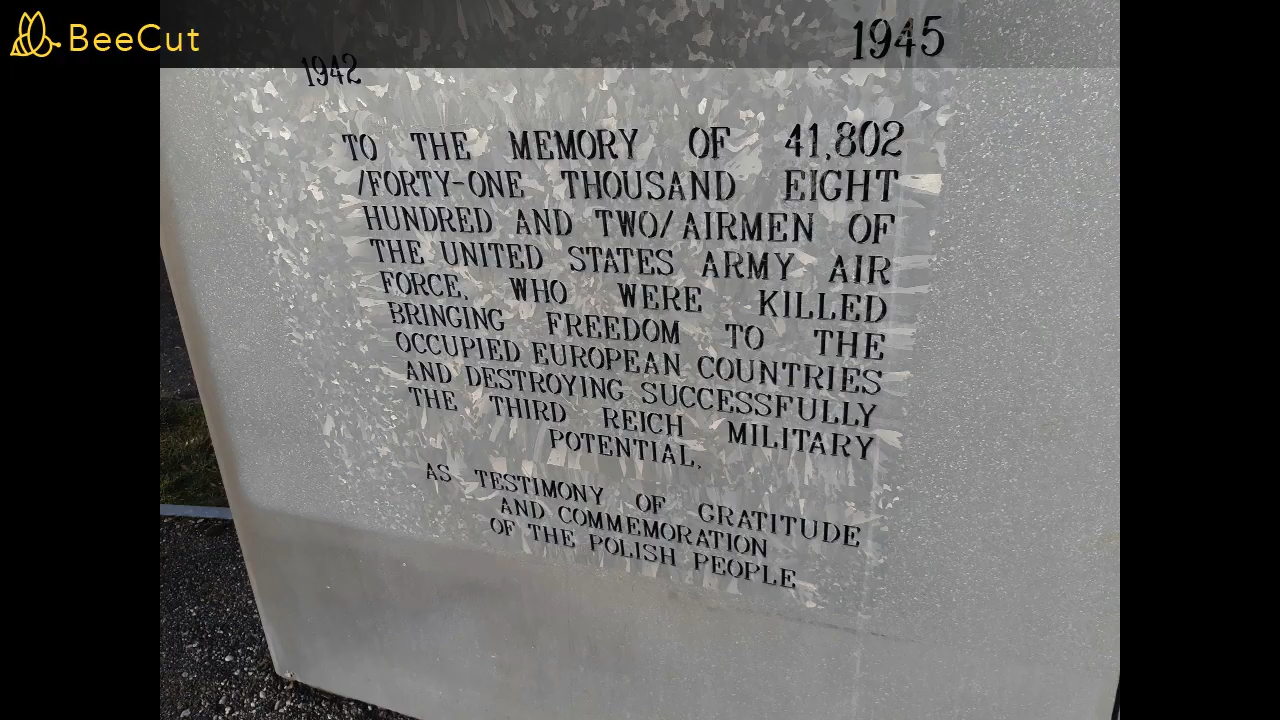 BeeCut
1942 1945
TO THE MEMORY OF 41,802
/FORTY-ONE THOUSAND EIGHT
HUNDRED AND TWO/AIRMEN OF
THE UNITED STATES ARMY AIR
FORCE, WHO WERE KILLED
BRINGING FREEDOM TO THE
OCCUPIED EUROPEAN COUNTRIES
AND DESTROYING SUCCESSFULLY
THE THIRD REICH MILITARY
POTENTIAL.
AS TESTIMONY OF GRATITUDE
AND COMMEMORATION
OF THE POLISH PEOPLE